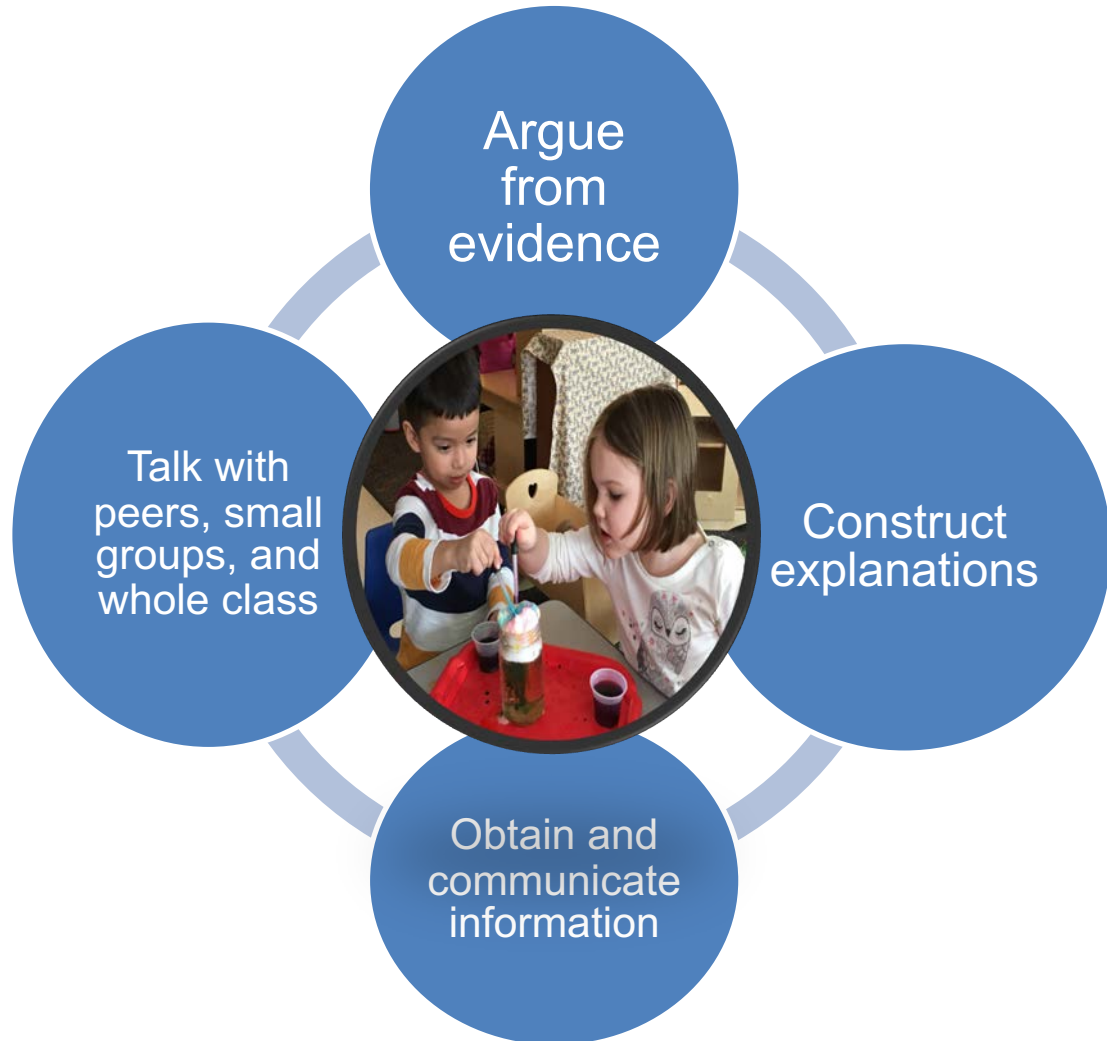 Argue
from
evidence
Talk with
peers, small
groups, and
whole class
Construct
explanations
Obtain and
communicate
information